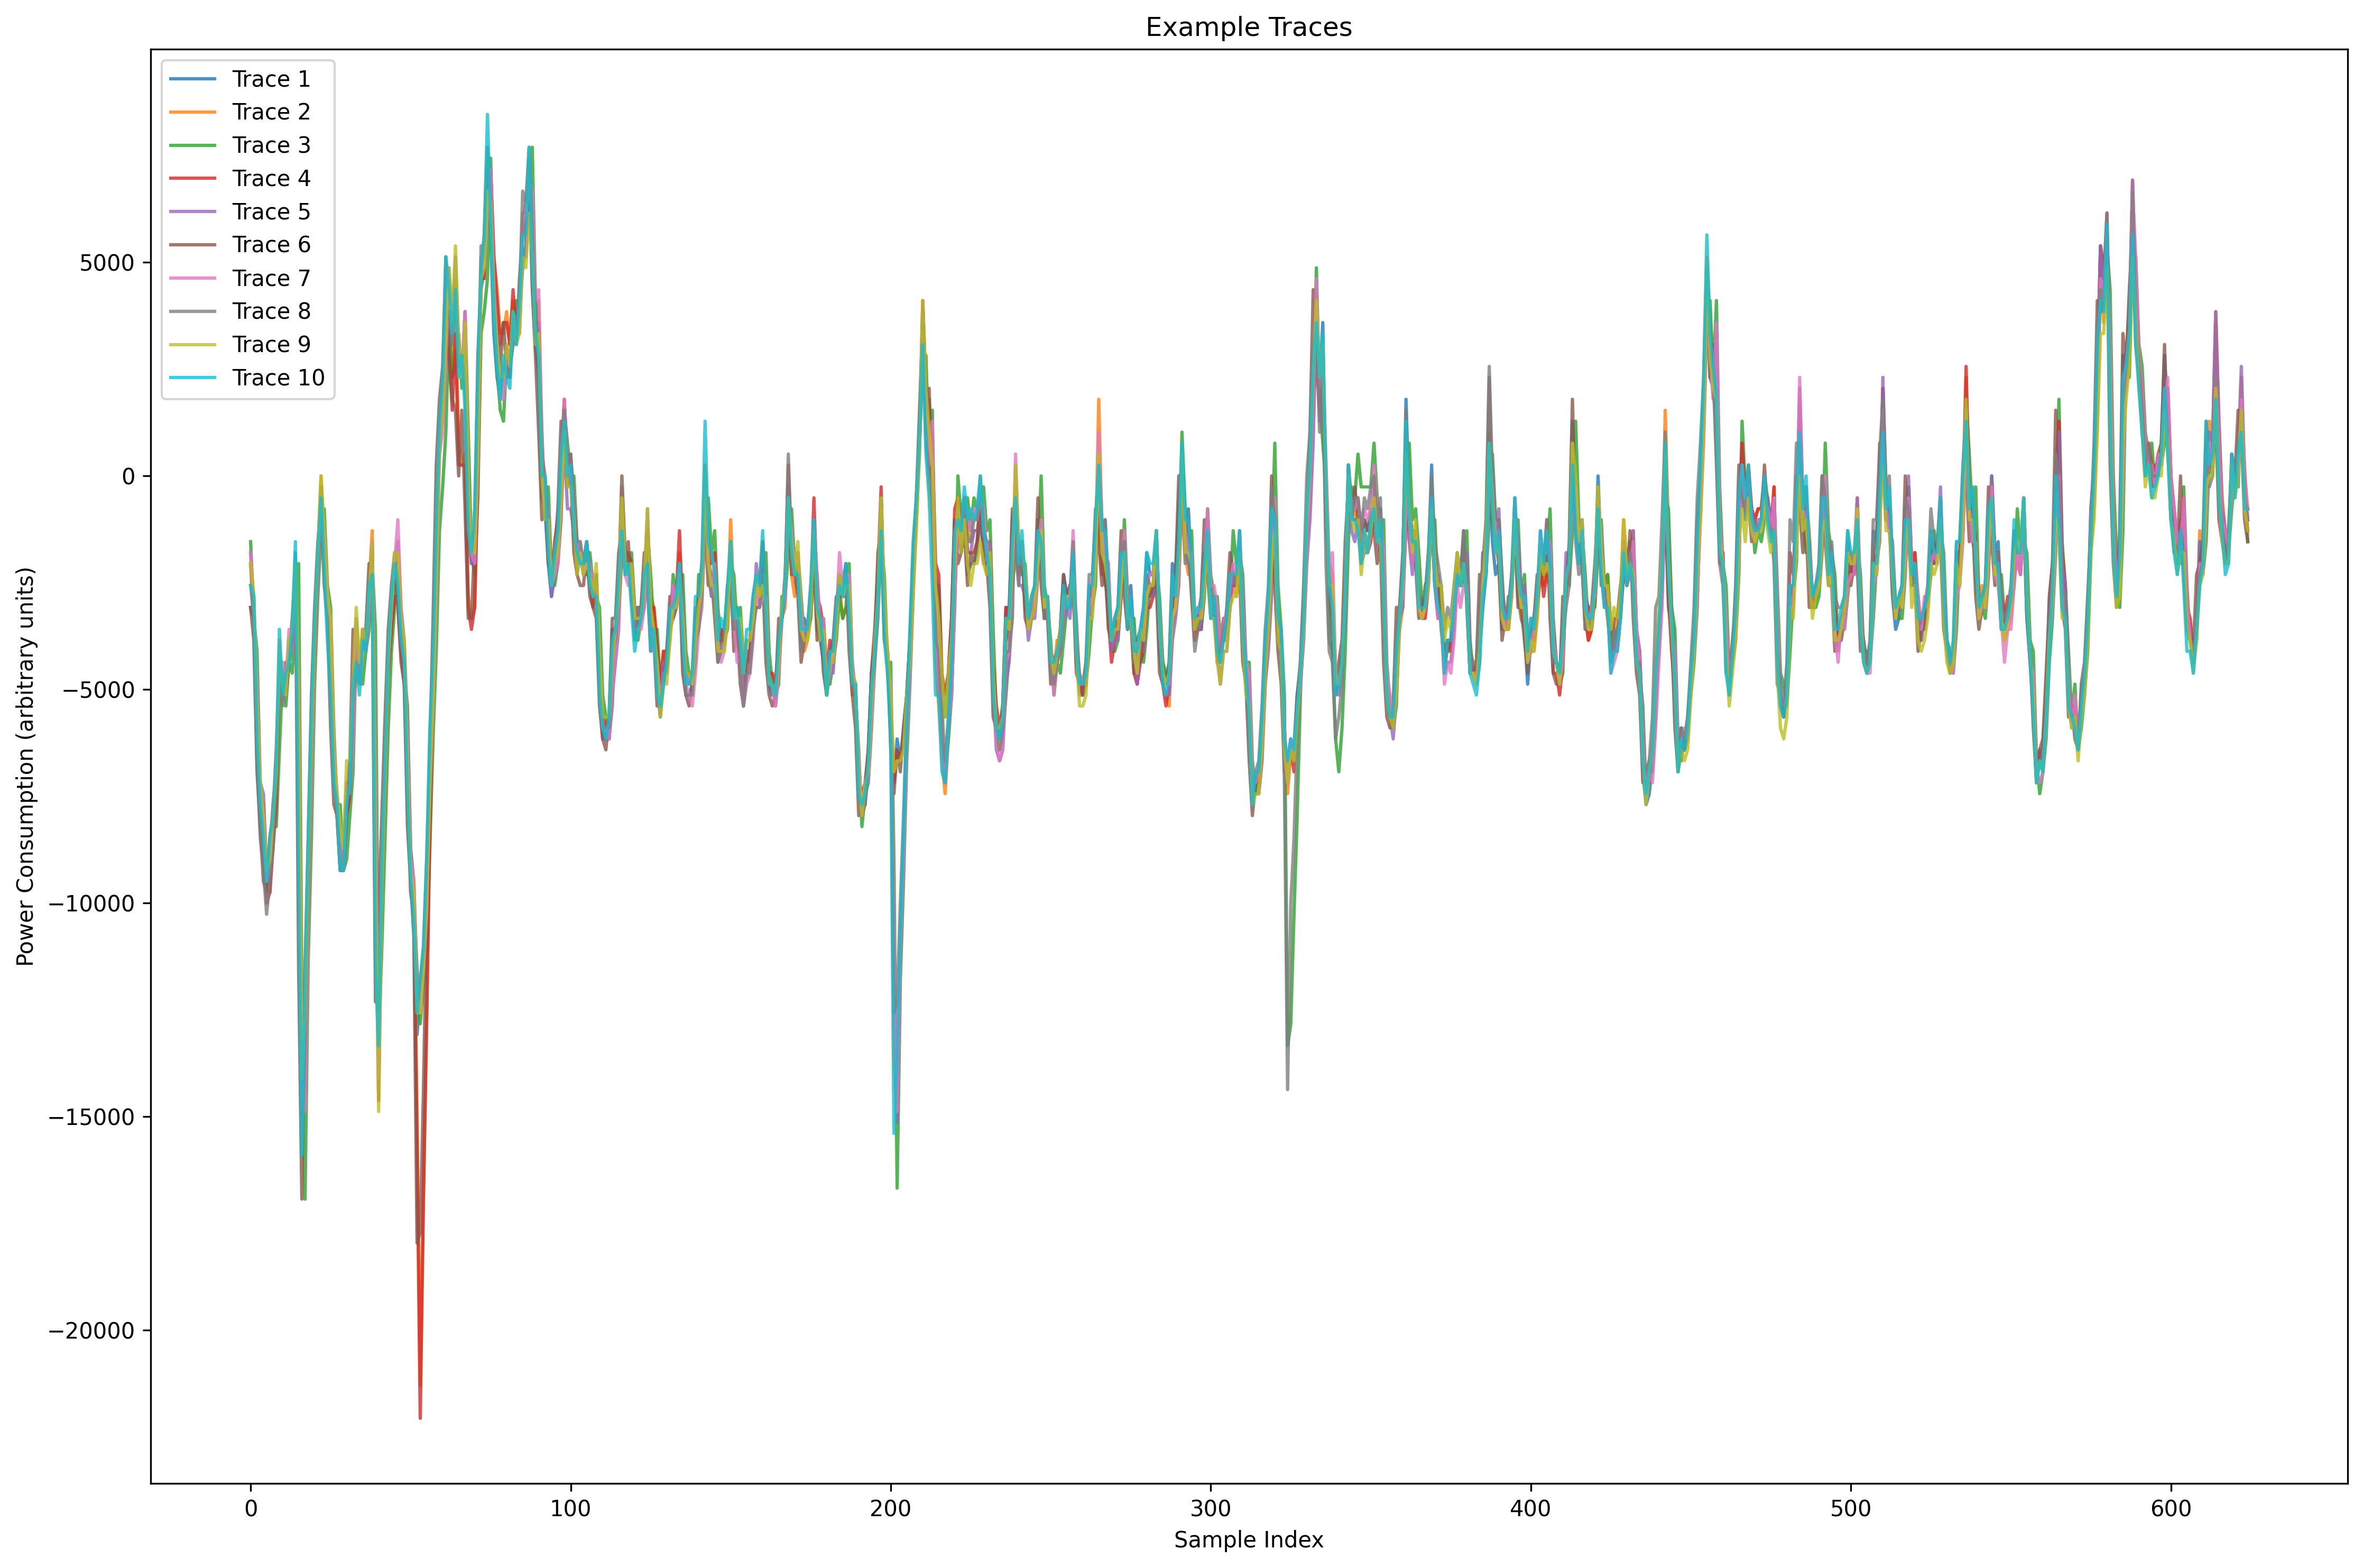 Example Traces
Trace 1
Trace 2
Trace 3
Trace 4
Trace 5
Trace 6
Trace 7
Trace 8
Trace 9
Trace 10
Power Consumption (arbitrary units)
5000
0
−5000
−10000
−15000
−20000
0 100 200 300 400 500 600
Sample Index